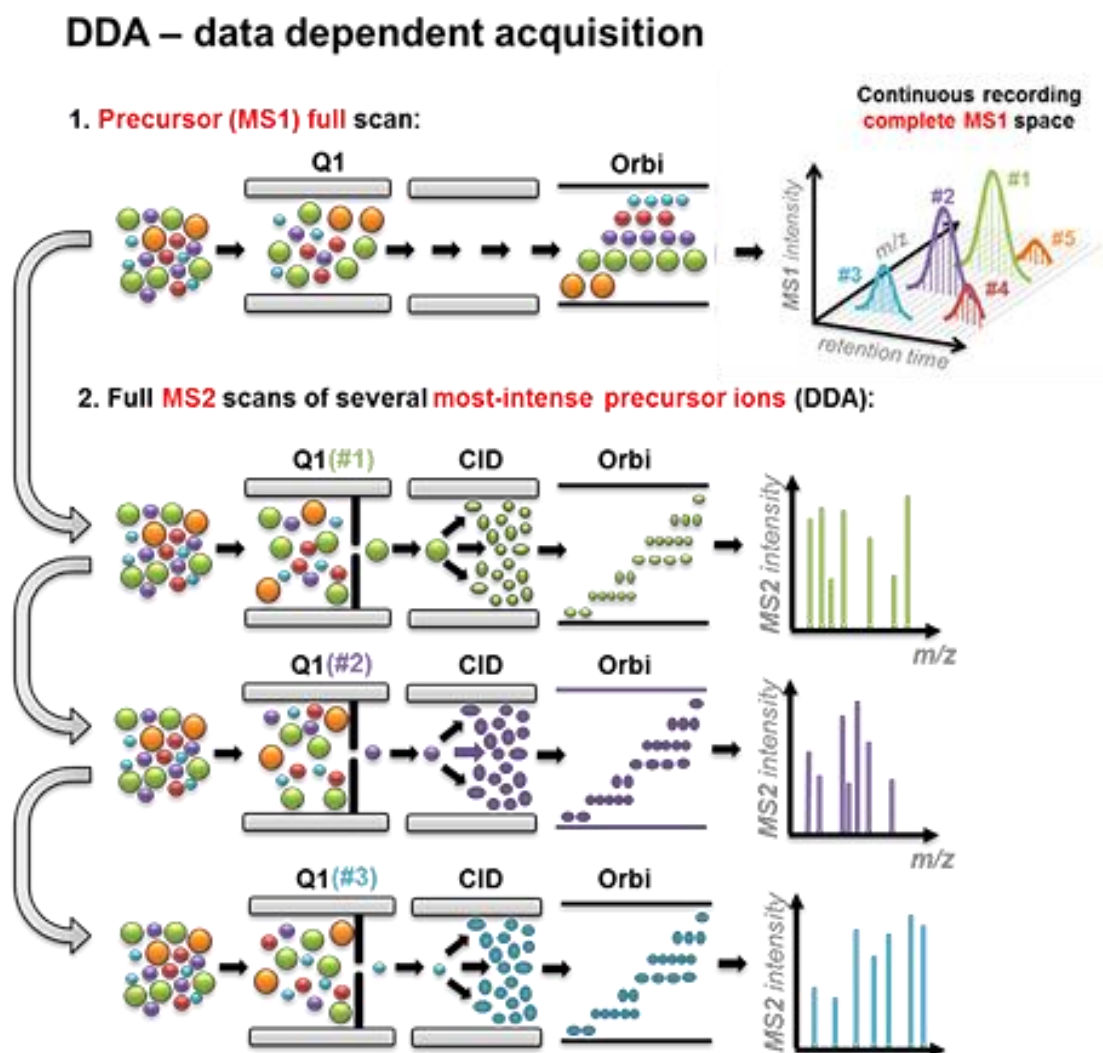 DDA – data dependent acquisition
1. Precursor (MS1) full scan:
Continuous recording
complete MS1 space
Q1
Orbi
MS1 intensity
m/z
retention time
#1
#2
#3
#4
#5
2. Full MS2 scans of several most-intense precursor ions (DDA):
Q1(#1)
CID
Orbi
MS2 intensity
m/z
Q1(#2)
CID
Orbi
MS2 intensity
m/z
Q1(#3)
CID
Orbi
MS2 intensity